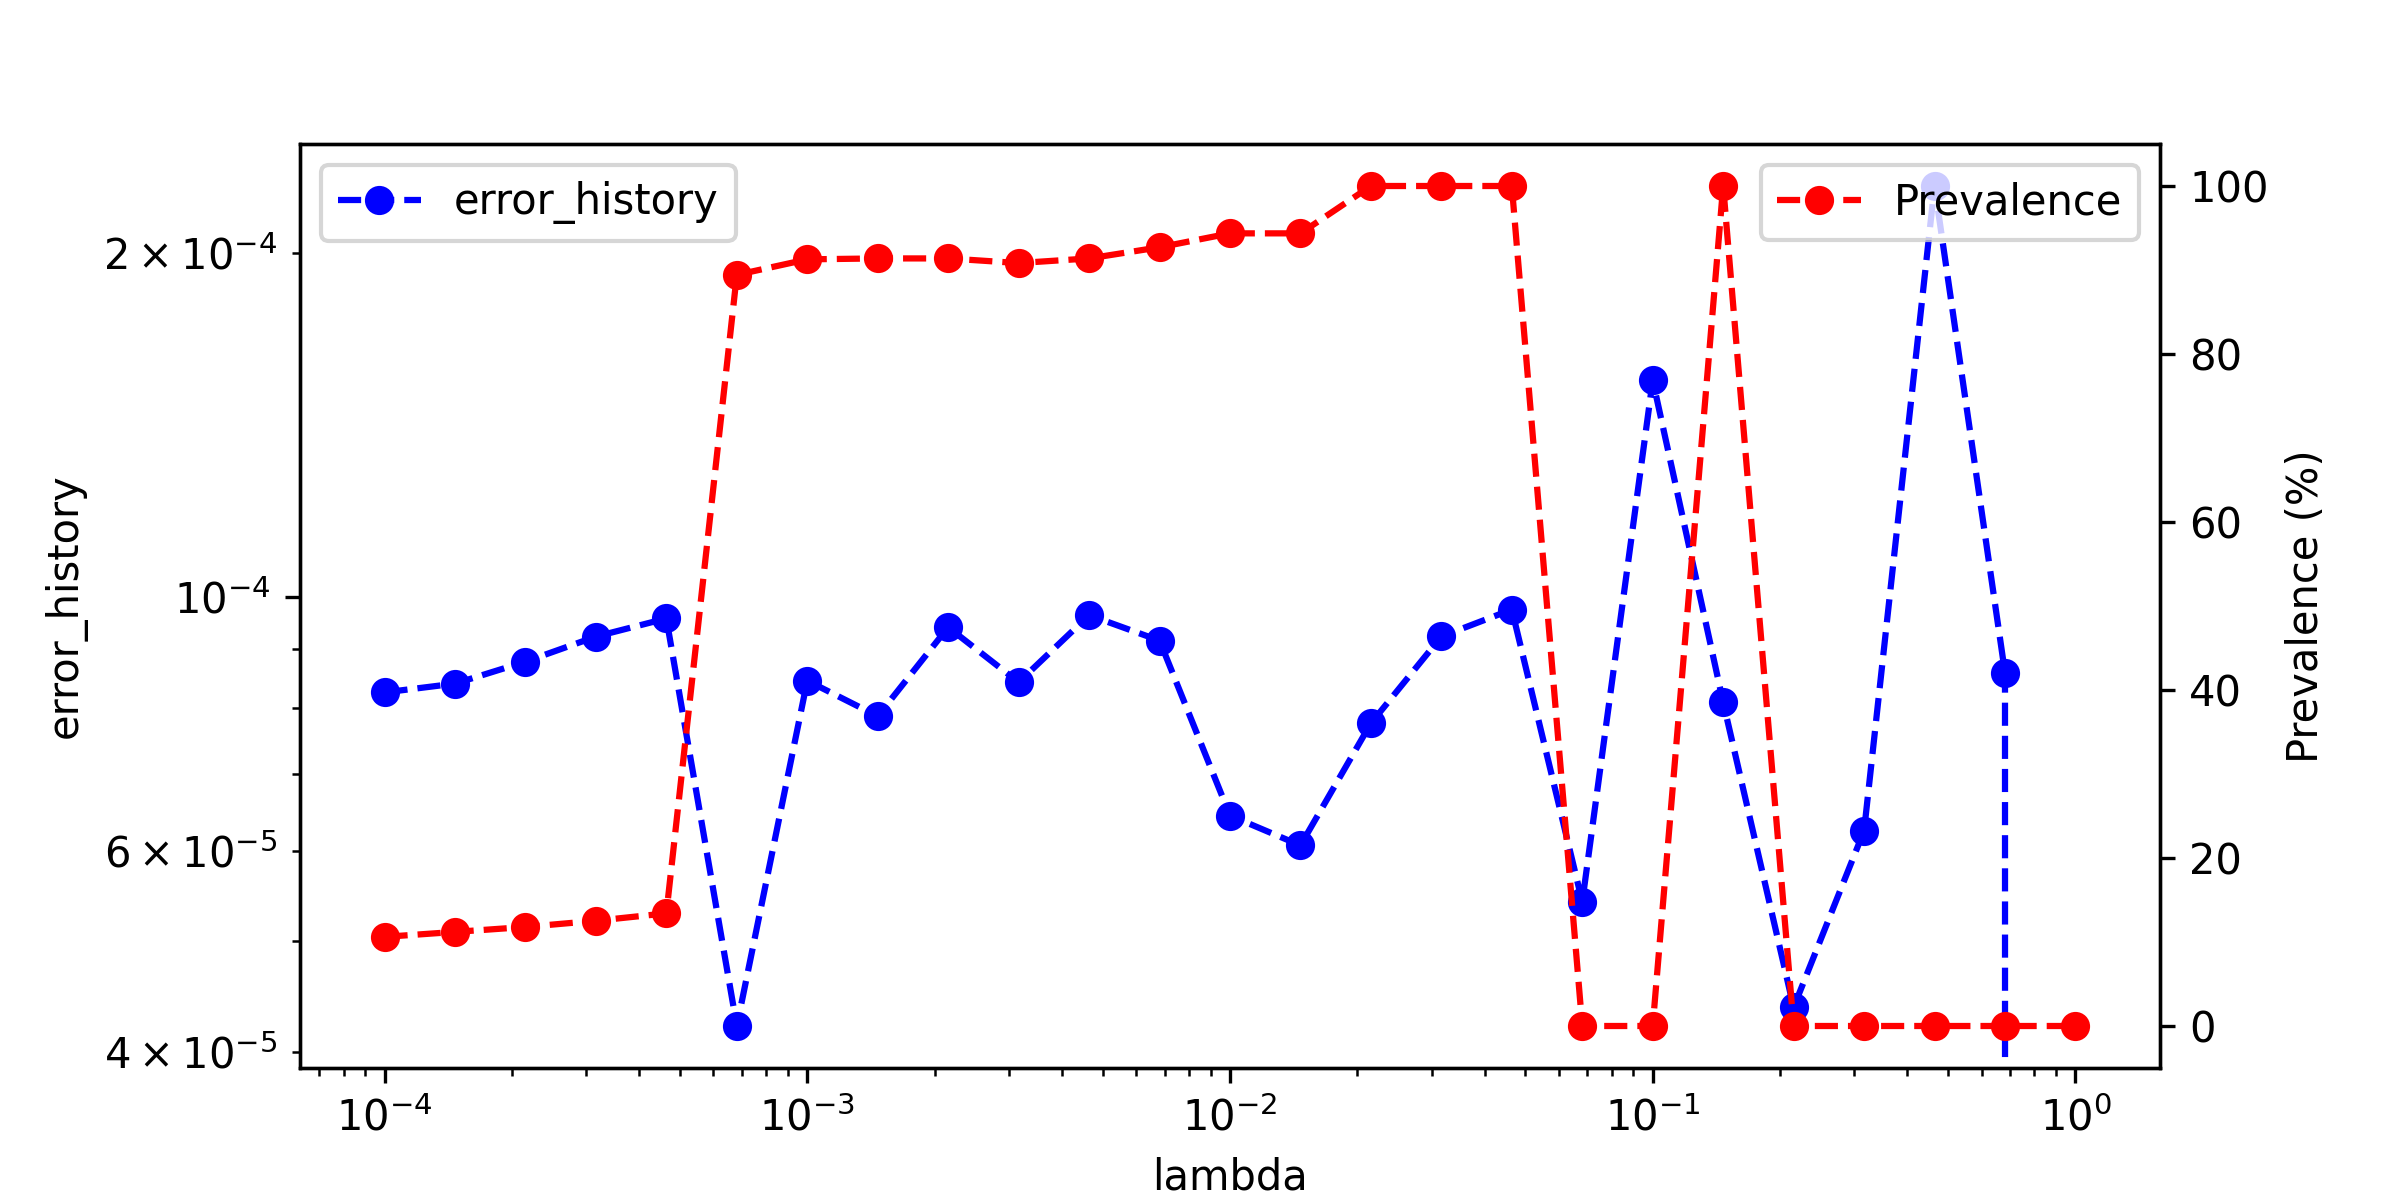 error_history
Prevalence
2 × 10⁻⁴
10⁻⁴
6 × 10⁻⁵
4 × 10⁻⁵
error_history
100
80
60
40
20
0
Prevalence (%)
10⁻⁴ 10⁻³ 10⁻² 10⁻¹ 10⁰
lambda